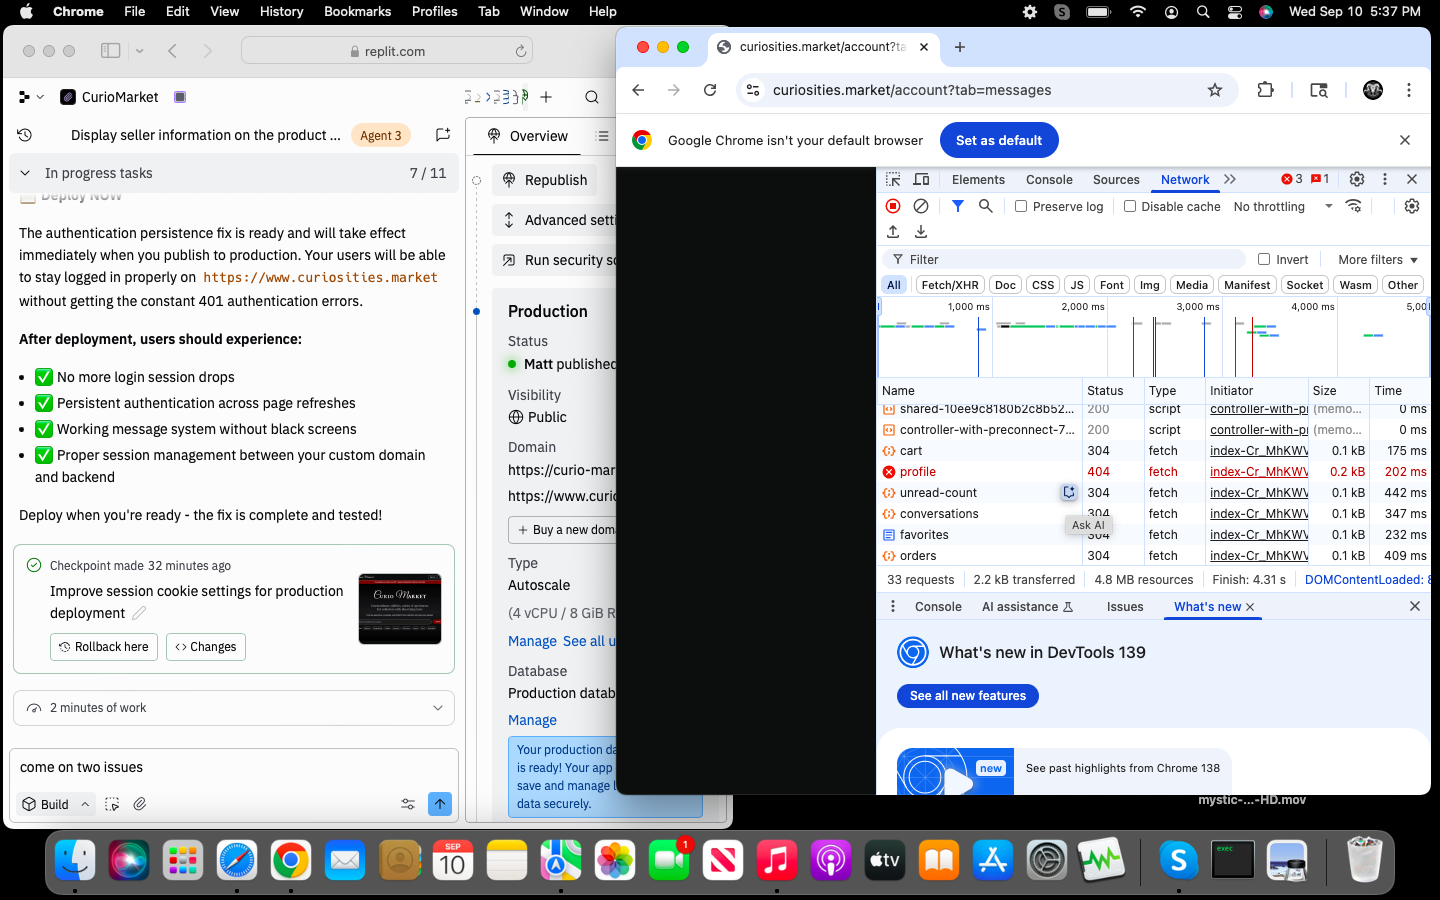 Chrome File Edit View History Bookmarks Profiles Tab Window Help Wed Sep 10 5:37 PM
replit.com
CurioMarket
Display seller information on the product ... Agent 3
In progress tasks 7 / 11
Deploy NOW
The authentication persistence fix is ready and will take effect
immediately when you publish to production. Your users will be able
to stay logged in properly on https://www.curiosities.market
without getting the constant 401 authentication errors.
After deployment, users should experience:
No more login session drops
Persistent authentication across page refreshes
Working message system without black screens
Proper session management between your custom domain
and backend
Deploy when you're ready - the fix is complete and tested!
Checkpoint made 32 minutes ago
Improve session cookie settings for production
deployment
Rollback here Changes
CURIO MARKET
2 minutes of work
come on two issues
Build
Overview
Republish
Advanced setti
Run security sc
Production
Status
Matt published
Visibility
Public
Domain
https://curio-mar
https://www.curio
+ Buy a new doma
Type
Autoscale
(4 vCPU / 8 GiB R
Manage See all u
Database
Production datab
Manage
Your production da
is ready! Your app
save and manage
data securely.
curiosities.market/account?ta
curiosities.market/account?tab=messages
Google Chrome isn't your default browser Set as default
Elements Console Sources Network 3 1
Preserve log Disable cache No throttling
Filter Invert More filters
All Fetch/XHR Doc CSS JS Font Img Media Manifest Socket Wasm Other
1,000 ms 2,000 ms 3,000 ms 4,000 ms 5,00
Name Status Type Initiator Size Time
shared-10ee9c8180b2c8b52... 200 script controller-with-pr (memo... 0 ms
controller-with-preconnect-7... 200 script controller-with-pr (memo... 0 ms
cart 304 fetch index-Cr_MhKWV 0.1 kB 175 ms
profile 404 fetch index-Cr_MhKWV 0.2 kB 202 ms
unread-count 304 fetch index-Cr_MhKWV 0.1 kB 442 ms
conversations 304 fetch index-Cr_MhKWV 0.1 kB 347 ms
Ask AI
favorites 304 fetch index-Cr_MhKWV 0.1 kB 232 ms
orders 304 fetch index-Cr_MhKWV 0.1 kB 409 ms
33 requests 2.2 kB transferred 4.8 MB resources Finish: 4.31 s DOMContentLoaded: 8
Console AI assistance Issues What's new
What's new in DevTools 139
See all new features
new
See past highlights from Chrome 138
mystic-...-HD.mov
SEP
10
1
tv
exec